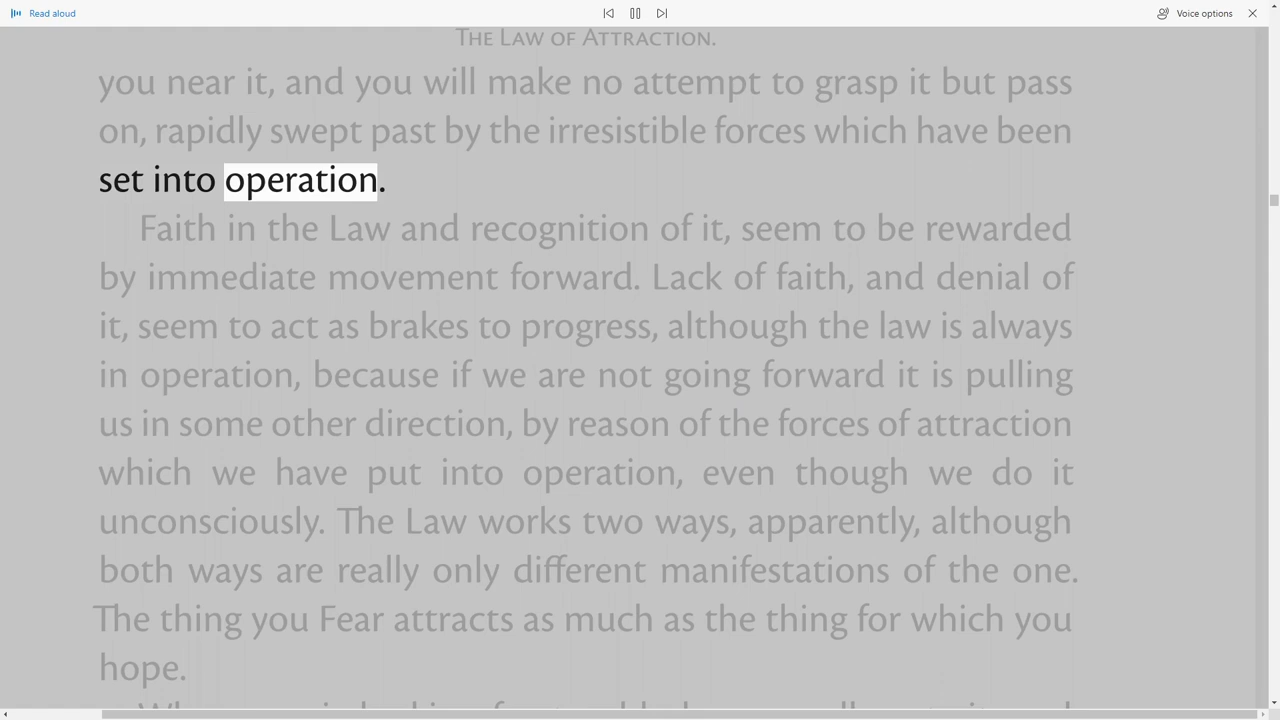 Read aloud
Voice options
The Law of Attraction.
you near it, and you will make no attempt to grasp it but pass
on, rapidly swept past by the irresistible forces which have been
set into operation.
Faith in the Law and recognition of it, seem to be rewarded
by immediate movement forward. Lack of faith, and denial of
it, seem to act as brakes to progress, although the law is always
in operation, because if we are not going forward it is pulling
us in some other direction, by reason of the forces of attraction
which we have put into operation, even though we do it
unconsciously. The Law works two ways, apparently, although
both ways are really only different manifestations of the one.
The thing you Fear attracts as much as the thing for which you
hope.